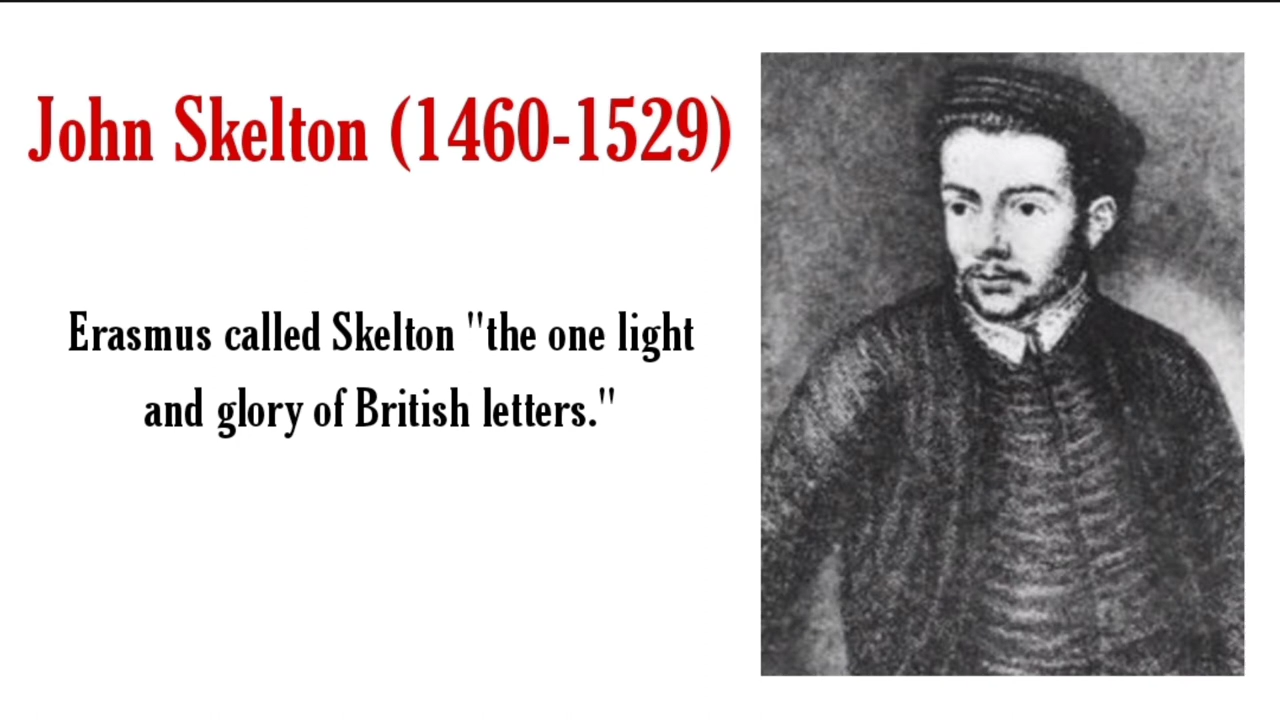 John Skelton (1460-1529)
Erasmus called Skelton "the one light
and glory of British letters."